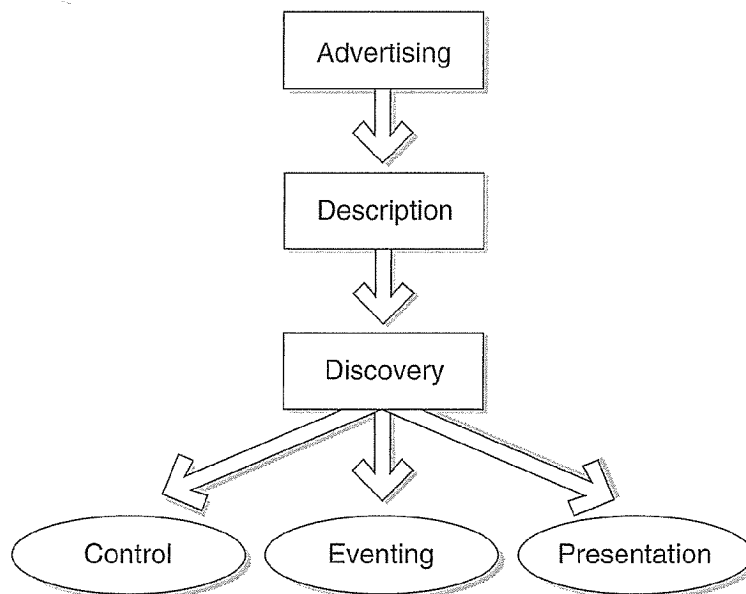 Advertising
Description
Discovery
Control Eventing Presentation